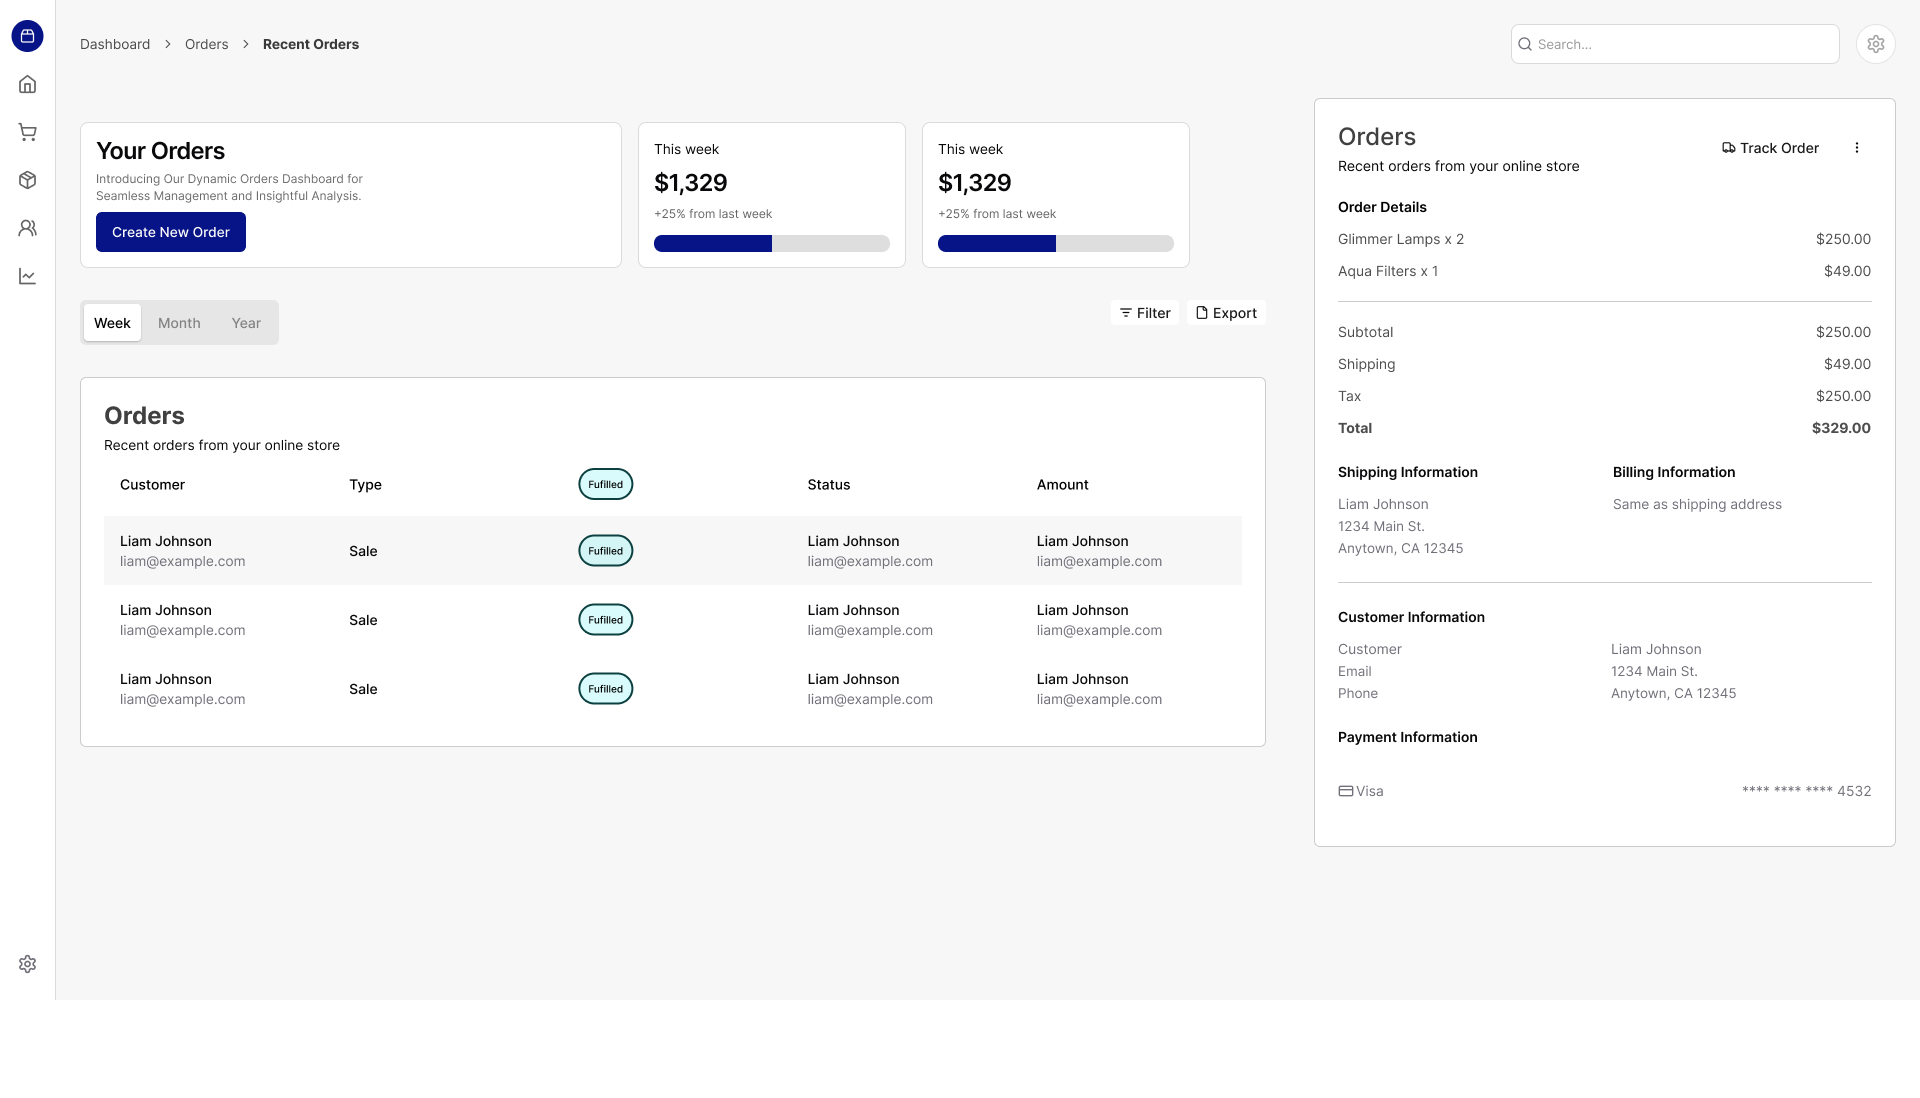 Dashboard
Orders
Recent Orders
Search...
Your Orders
Introducing Our Dynamic Orders Dashboard for
Seamless Management and Insightful Analysis.
Create New Order
This week
$1,329
+25% from last week
This week
$1,329
+25% from last week
Week Month Year
Filter
Export
Orders
Recent orders from your online store
Customer Type Fufilled Status Amount
Liam Johnson
liam@example.com
Sale
Fufilled
Liam Johnson
liam@example.com
Liam Johnson
liam@example.com
Liam Johnson
liam@example.com
Sale
Fufilled
Liam Johnson
liam@example.com
Liam Johnson
liam@example.com
Liam Johnson
liam@example.com
Sale
Fufilled
Liam Johnson
liam@example.com
Liam Johnson
liam@example.com
Orders
Recent orders from your online store
Track Order
Order Details
Glimmer Lamps x 2 $250.00
Aqua Filters x 1 $49.00
Subtotal $250.00
Shipping $49.00
Tax $250.00
Total $329.00
Shipping Information
Liam Johnson
1234 Main St.
Anytown, CA 12345
Billing Information
Same as shipping address
Customer Information
Customer Liam Johnson
Email 1234 Main St.
Phone Anytown, CA 12345
Payment Information
Visa **** **** **** 4532